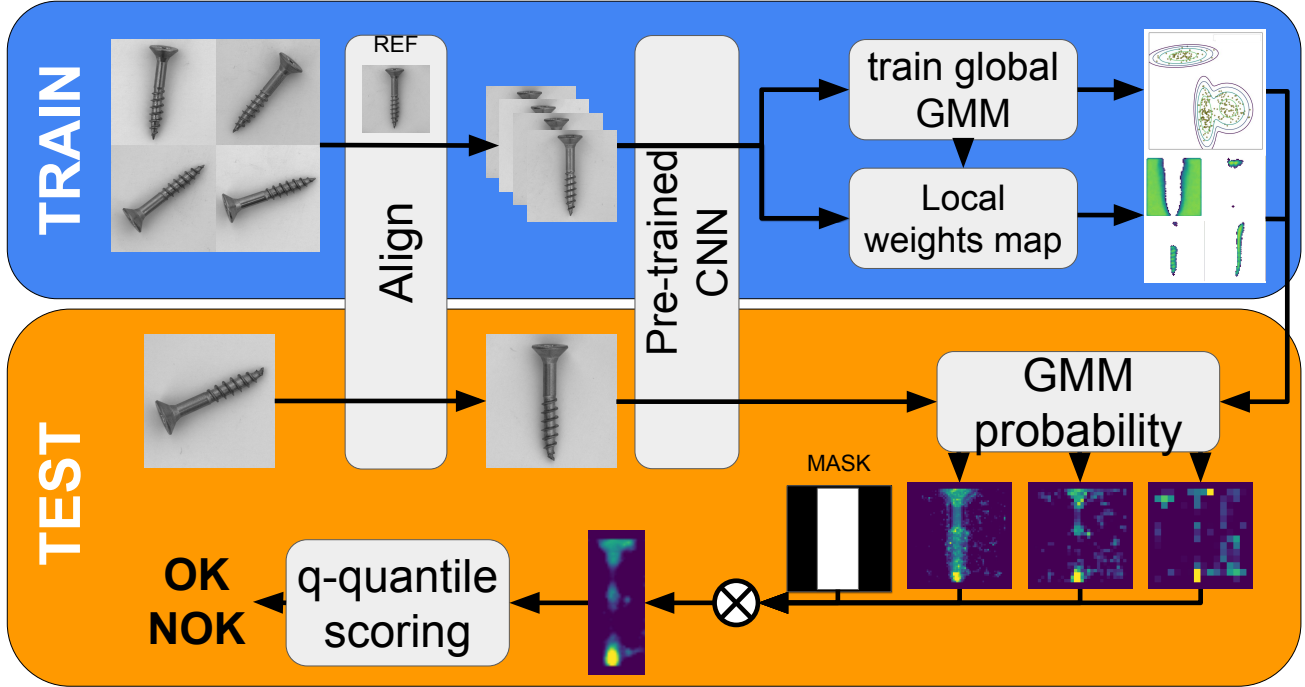 TRAIN
REF
Align
Pre-trained
CNN
train global
GMM
Local
weights map
TEST
GMM
probability
MASK
q-quantile
scoring
OK
NOK